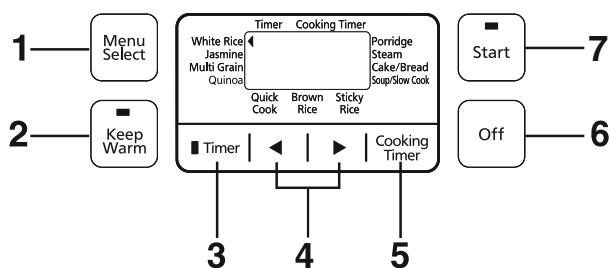 Timer Cooking Timer
1 Menu
Select
White Rice
Jasmine
Multi Grain
Quinoa
Porridge
Steam
Cake/Bread
Soup/Slow Cook
Start 7
2 Keep
Warm
Quick
Cook
Brown
Rice
Sticky
Rice
Off 6
Timer
Cooking
Timer
3 4 5